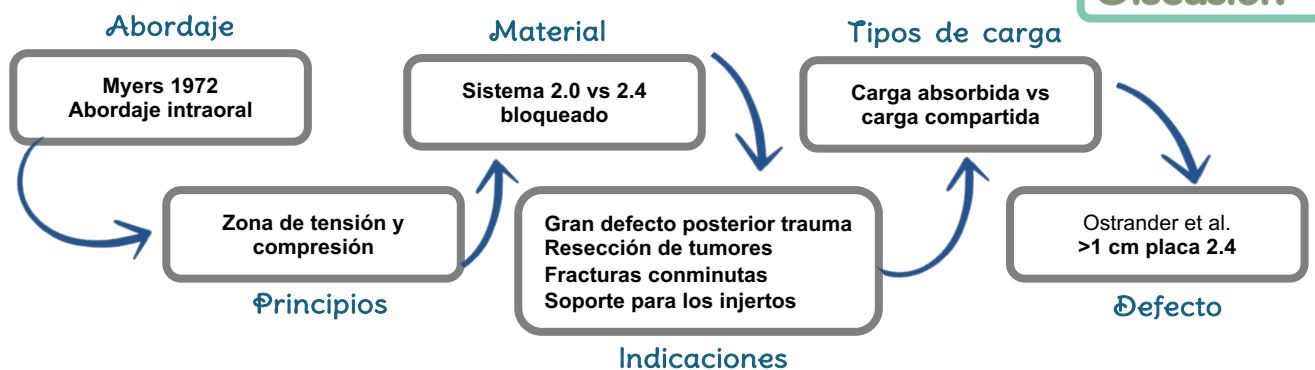 Discusión
Abordaje
Myers 1972
Abordaje intraoral
Zona de tensión y
compresión
Principios
Material
Sistema 2.0 vs 2.4
bloqueado
Gran defecto posterior trauma
Resección de tumores
Fracturas conminutas
Soporte para los injertos
Indicaciones
Tipos de carga
Carga absorbida vs
carga compartida
Ostrander et al.
>1 cm placa 2.4
Defecto